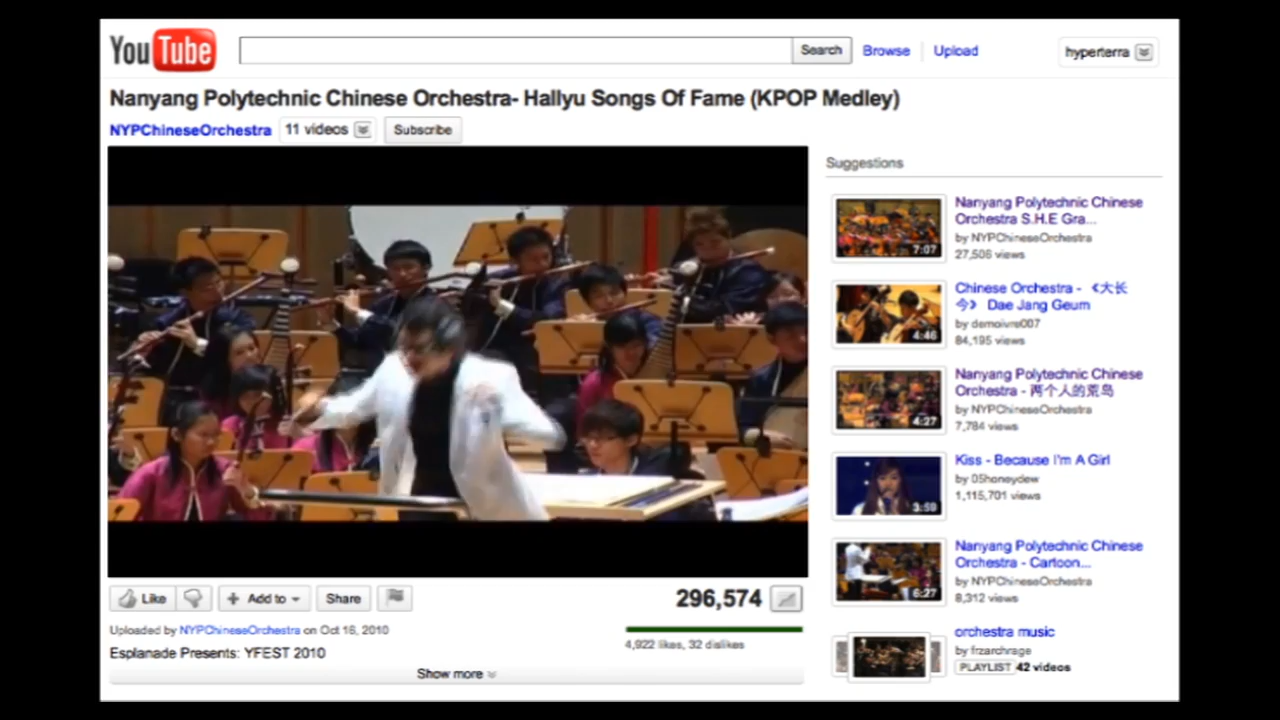 YouTube
Search
Browse
Upload
hyperterra
Nanyang Polytechnic Chinese Orchestra- Hallyu Songs Of Fame (KPOP Medley)
NYPChineseOrchestra
11 videos
Subscribe
Suggestions
Nanyang Polytechnic Chinese
Orchestra S.H.E Gra...
by NYPChineseOrchestra
27,506 views
7:07
Chinese Orchestra - 《大长
今》 Dae Jang Geum
by demoivre007
84,195 views
4:46
Nanyang Polytechnic Chinese
Orchestra - 两个人的荒岛
by NYPChineseOrchestra
7,784 views
4:27
Kiss - Because I'm A Girl
by 05honeydew
1,115,701 views
3:59
Nanyang Polytechnic Chinese
Orchestra - Cartoon...
by NYPChineseOrchestra
8,312 views
6:27
orchestra music
by frzarchrage
PLAYLIST 42 videos
Like
+ Add to
Share
296,574
Uploaded by NYPChineseOrchestra on Oct 16, 2010
4,922 likes, 32 dislikes
Esplanade Presents: YFEST 2010
Show more